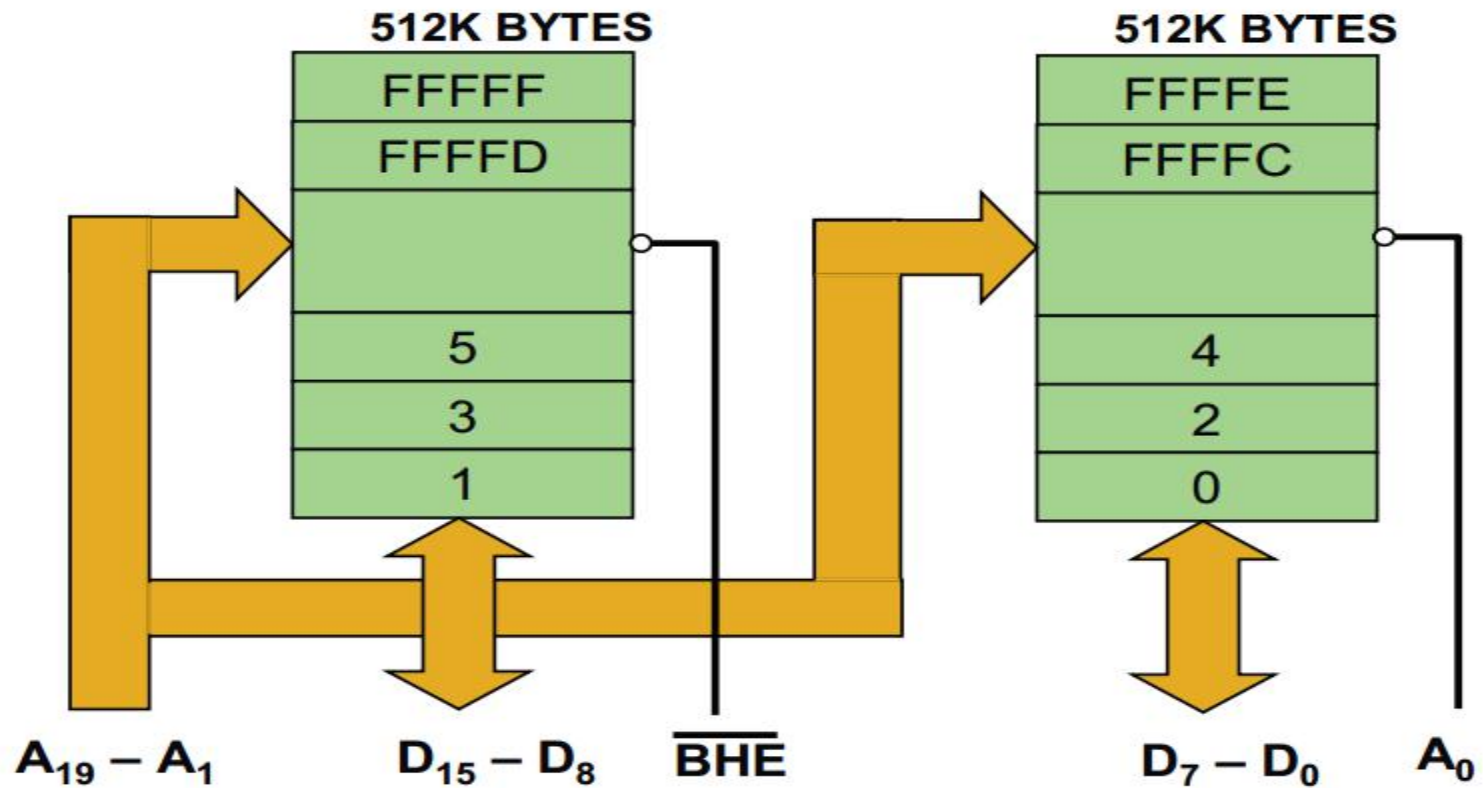 512K BYTES
FFFFF
FFFFD
5
3
1
512K BYTES
FFFFE
FFFFC
4
2
0
A₁₉ – A₁
D₁₅ – D₈
B̅H̅E̅
D₇ – D₀
A₀